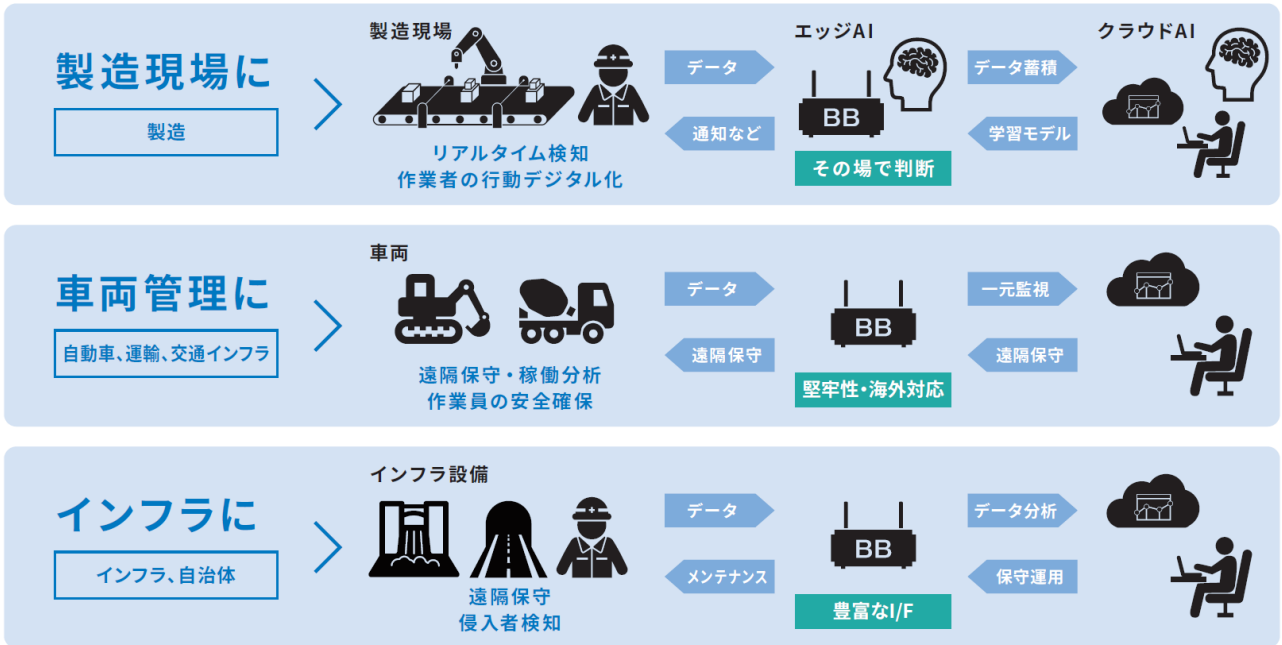 製造現場に
製造
製造現場
リアルタイム検知
作業者の行動デジタル化
データ
通知など
エッジAI
BB
その場で判断
データ蓄積
学習モデル
クラウドAI
車両管理に
自動車、運輸、交通インフラ
車両
遠隔保守・稼働分析
作業員の安全確保
データ
遠隔保守
BB
堅牢性・海外対応
一元監視
遠隔保守
インフラに
インフラ、自治体
インフラ設備
遠隔保守
侵入者検知
データ
メンテナンス
BB
豊富なI/F
データ分析
保守運用